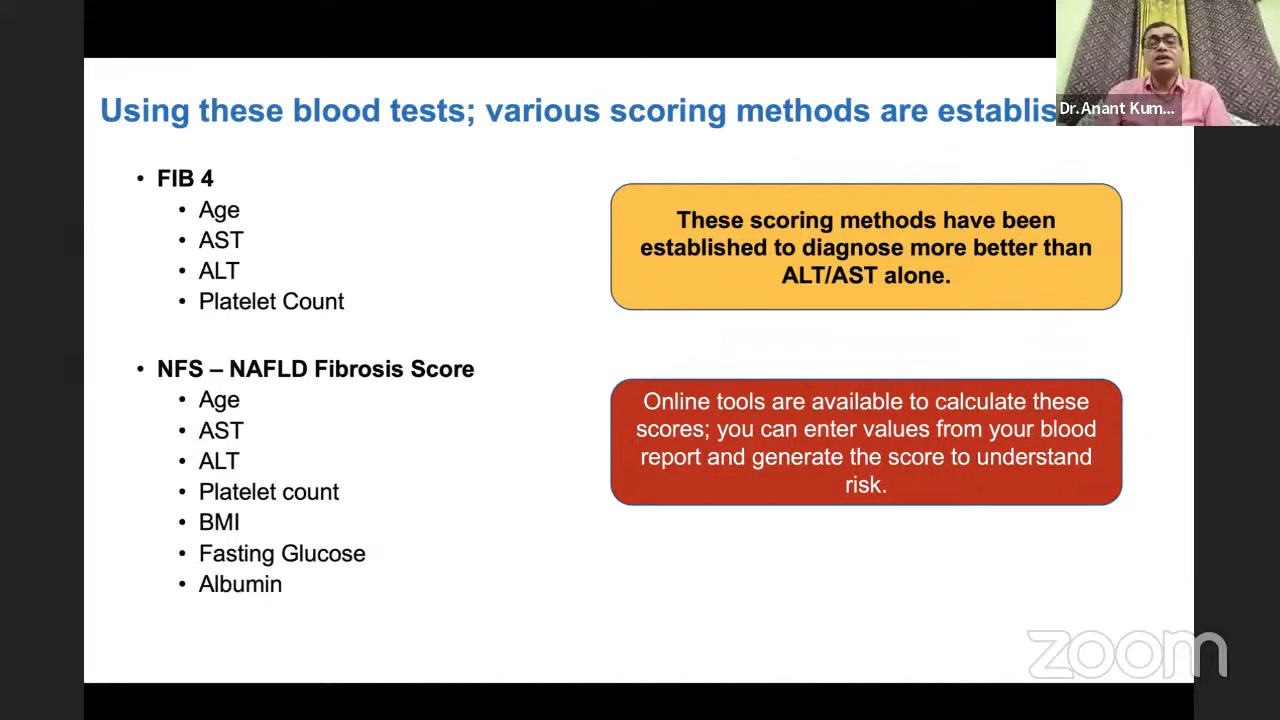 Using these blood tests; various scoring methods are establis
Dr.Anant Kum...
• FIB 4
• Age
• AST
• ALT
• Platelet Count
These scoring methods have been
established to diagnose more better than
ALT/AST alone.
• NFS – NAFLD Fibrosis Score
• Age
• AST
• ALT
• Platelet count
• BMI
• Fasting Glucose
• Albumin
Online tools are available to calculate these
scores; you can enter values from your blood
report and generate the score to understand
risk.
zoom